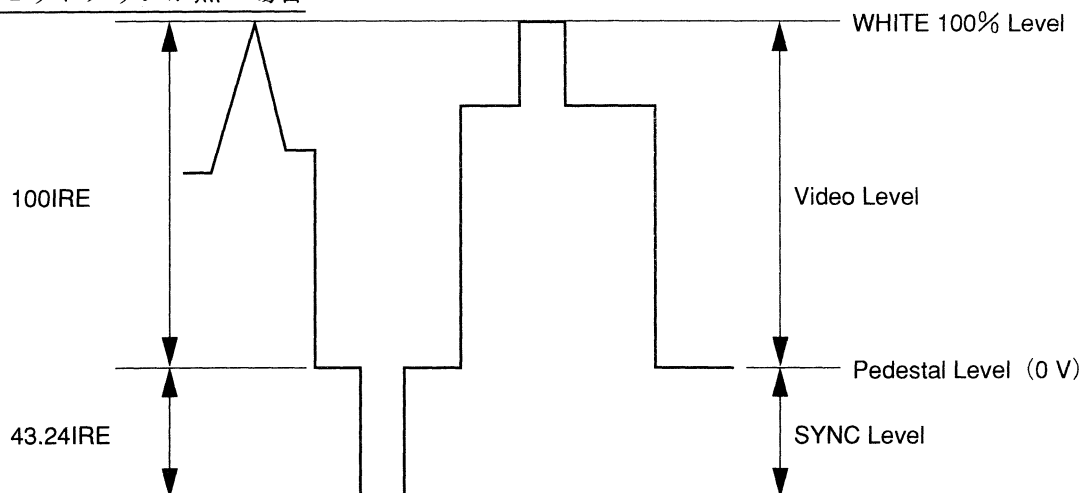 WHITE 100% Level
100IRE
Video Level
Pedestal Level (0 V)
43.24IRE
SYNC Level